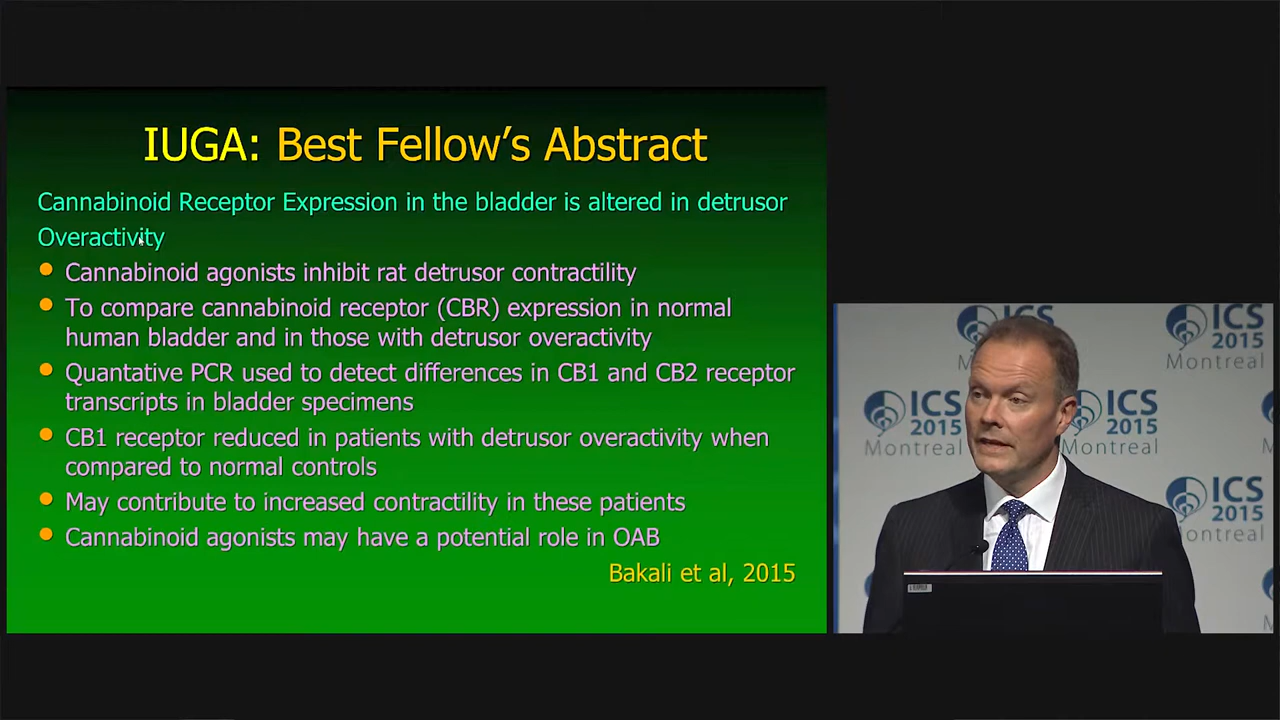 IUGA: Best Fellow's Abstract
Cannabinoid Receptor Expression in the bladder is altered in detrusor
Overactivity
Cannabinoid agonists inhibit rat detrusor contractility
To compare cannabinoid receptor (CBR) expression in normal
human bladder and in those with detrusor overactivity
Quantative PCR used to detect differences in CB1 and CB2 receptor
transcripts in bladder specimens
CB1 receptor reduced in patients with detrusor overactivity when
compared to normal controls
May contribute to increased contractility in these patients
Cannabinoid agonists may have a potential role in OAB
Bakali et al, 2015
ICS
2015
Montreal
ICS
2015
Montreal
ICS
2015
Montreal
ICS
2015
Montreal
ICS
2015
Montreal